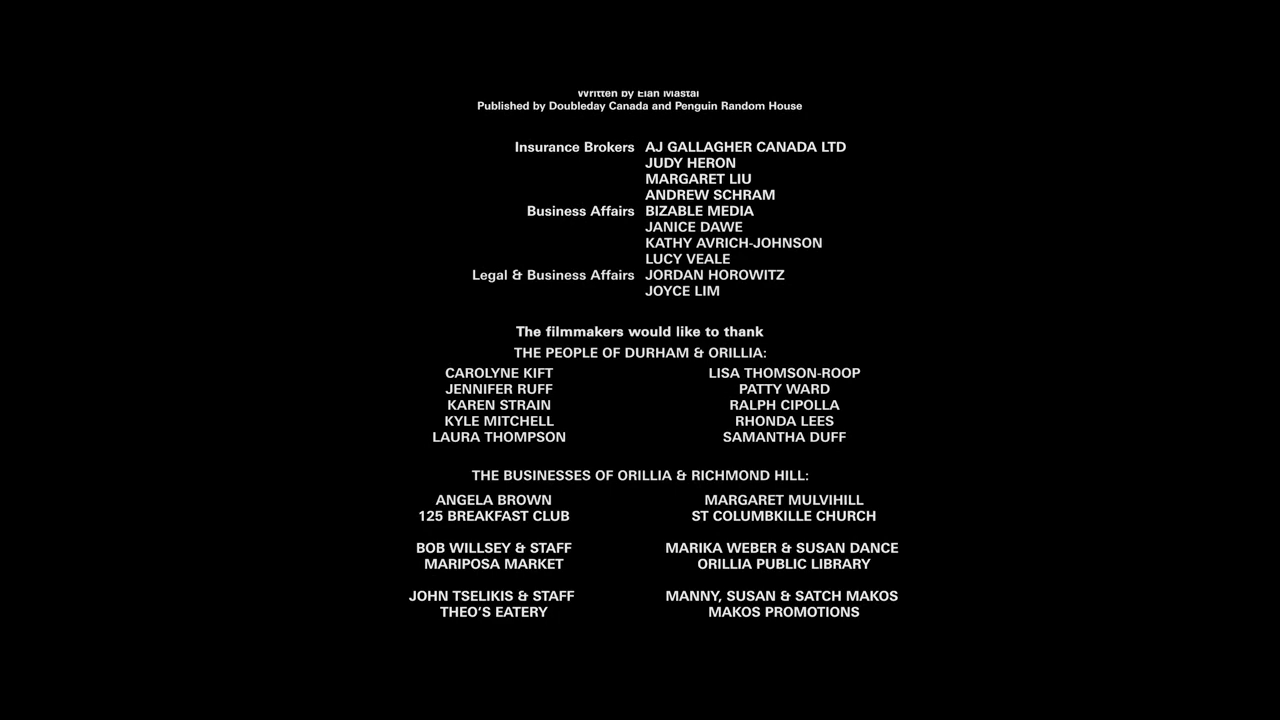 Written by Elan Mastai
Published by Doubleday Canada and Penguin Random House
Insurance Brokers AJ GALLAGHER CANADA LTD
JUDY HERON
MARGARET LIU
ANDREW SCHRAM
Business Affairs BIZABLE MEDIA
JANICE DAWE
KATHY AVRICH-JOHNSON
LUCY VEALE
Legal & Business Affairs JORDAN HOROWITZ
JOYCE LIM
The filmmakers would like to thank
THE PEOPLE OF DURHAM & ORILLIA:
CAROLYNE KIFT LISA THOMSON-ROOP
JENNIFER RUFF PATTY WARD
KAREN STRAIN RALPH CIPOLLA
KYLE MITCHELL RHONDA LEES
LAURA THOMPSON SAMANTHA DUFF
THE BUSINESSES OF ORILLIA & RICHMOND HILL:
ANGELA BROWN MARGARET MULVIHILL
125 BREAKFAST CLUB ST COLUMBKILLE CHURCH
BOB WILLSEY & STAFF MARIKA WEBER & SUSAN DANCE
MARIPOSA MARKET ORILLIA PUBLIC LIBRARY
JOHN TSELIKIS & STAFF MANNY, SUSAN & SATCH MAKOS
THEO'S EATERY MAKOS PROMOTIONS